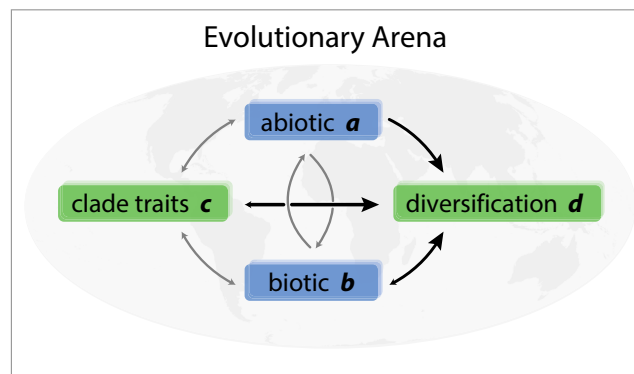 Evolutionary Arena
abiotic a
clade traits c
diversification d
biotic b